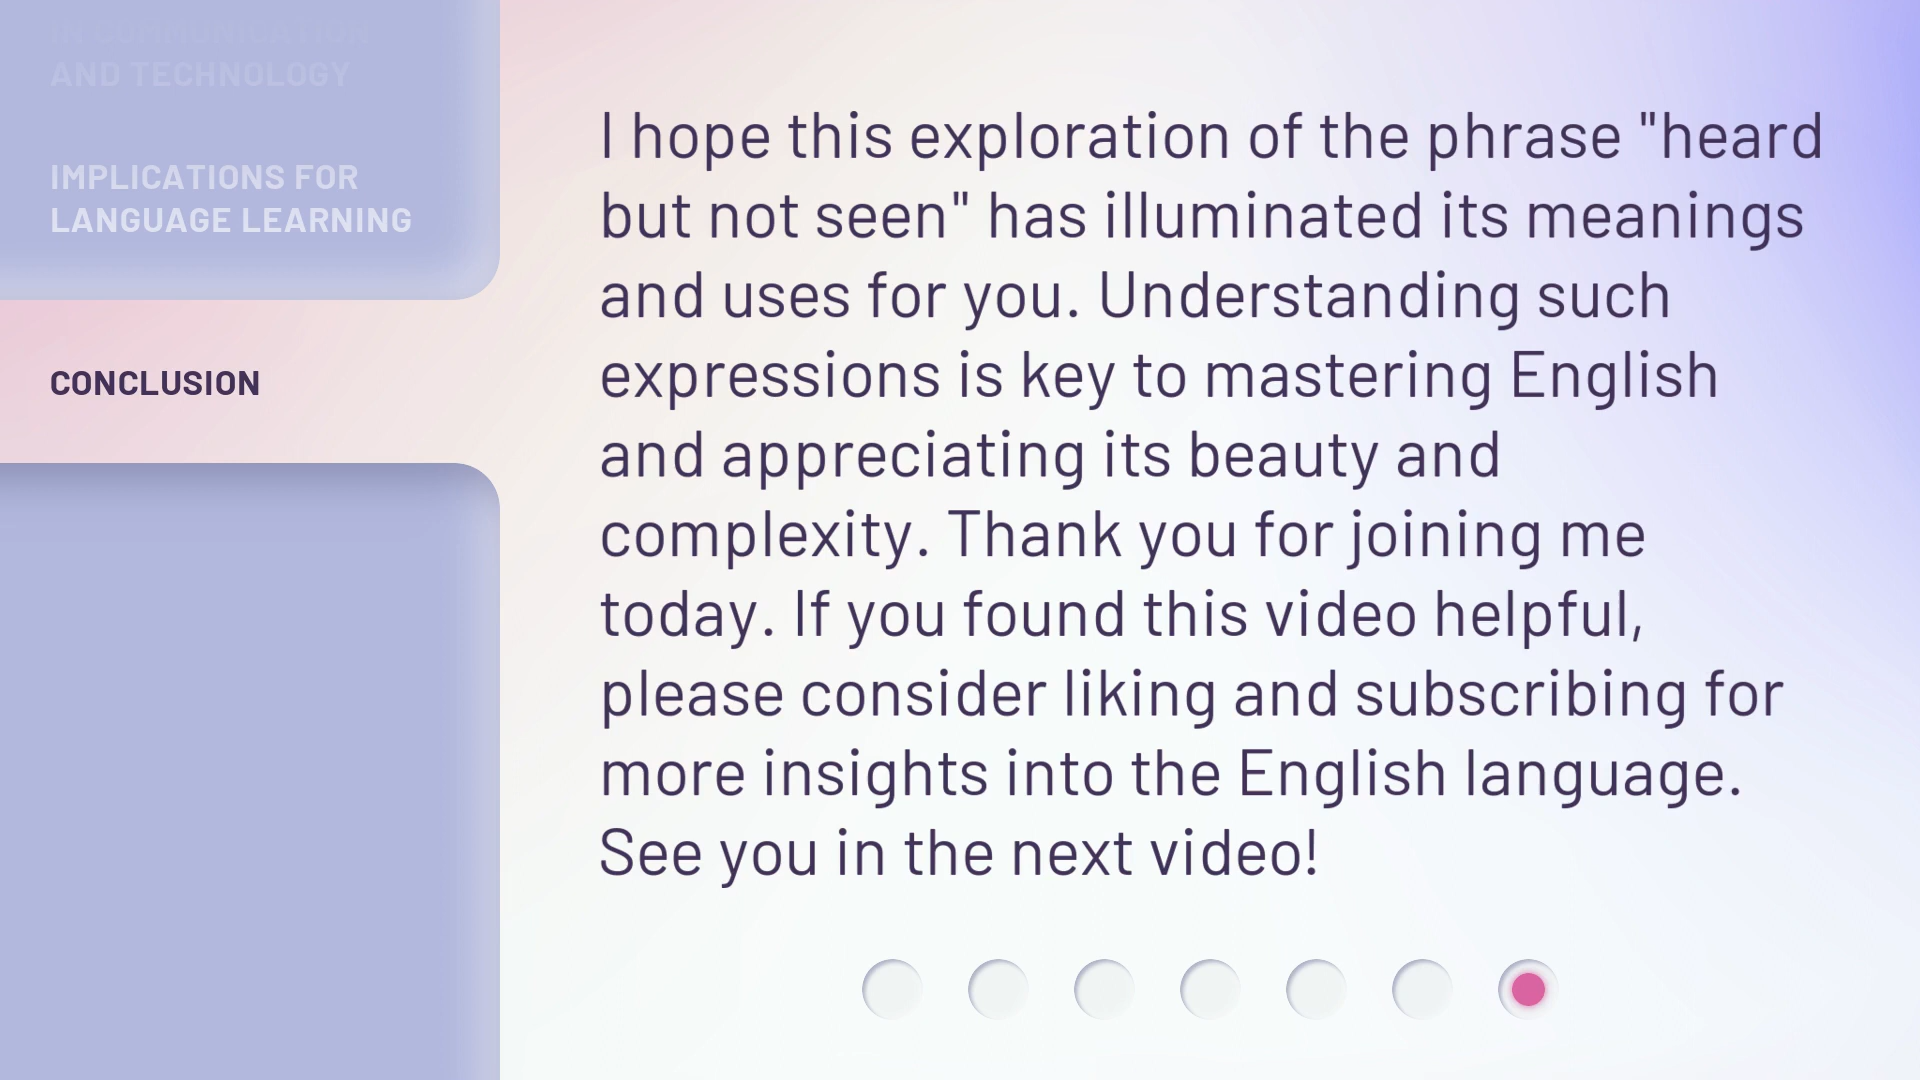 IN COMMUNICATION
AND TECHNOLOGY
IMPLICATIONS FOR
LANGUAGE LEARNING
CONCLUSION
I hope this exploration of the phrase "heard
but not seen" has illuminated its meanings
and uses for you. Understanding such
expressions is key to mastering English
and appreciating its beauty and
complexity. Thank you for joining me
today. If you found this video helpful,
please consider liking and subscribing for
more insights into the English language.
See you in the next video!